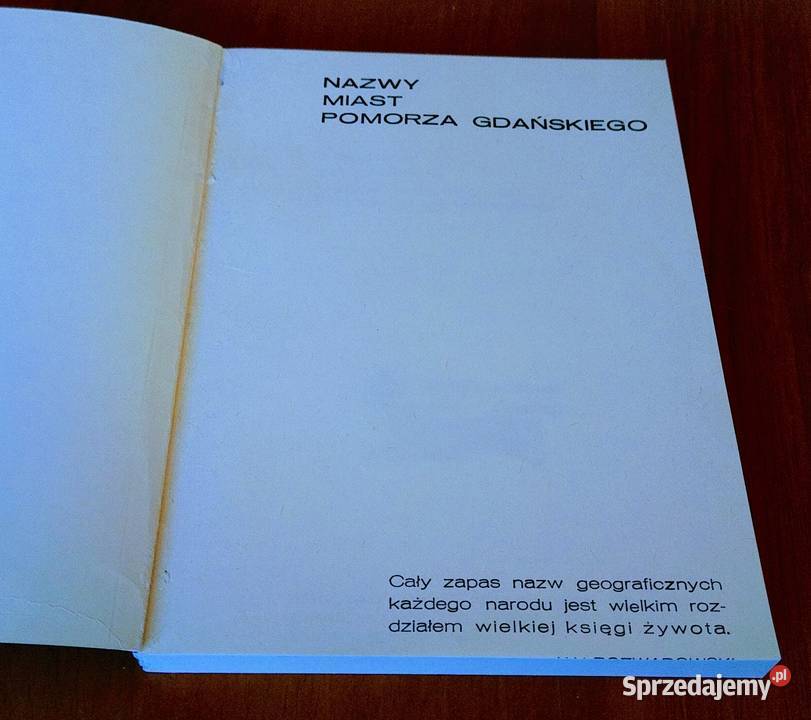 NAZWY
MIAST
POMORZA GDAŃSKIEGO
Cały zapas nazw geograficznych
każdego narodu jest wielkim roz-
działem wielkiej księgi żywota.
Sprzedajemy.pl